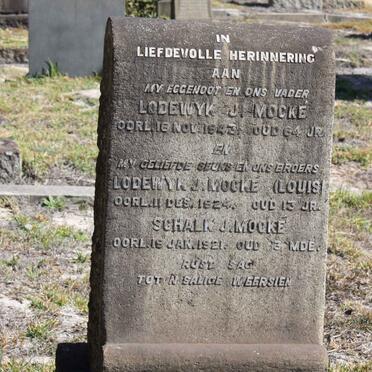 IN
LIEFDEVOLLE HERINNERING
AAN
MY EGGENOOT EN ONS VADER
LODEWYK J. MOCKE
OORL. 16 NOV. 1943. OUD 64 JR.
EN
MY GELIEFDE SEUNS EN ONS BROERS
LODEWYK J. MOCKE (LOUIS)
OORL. 11 DES. 1924. OUD 13 JR.
SCHALK J. MOCKE
OORL. 15 JAN. 1921. OUD 3 MDE.
RUST SAG
TOT 'N SALIGE WEERSIEN